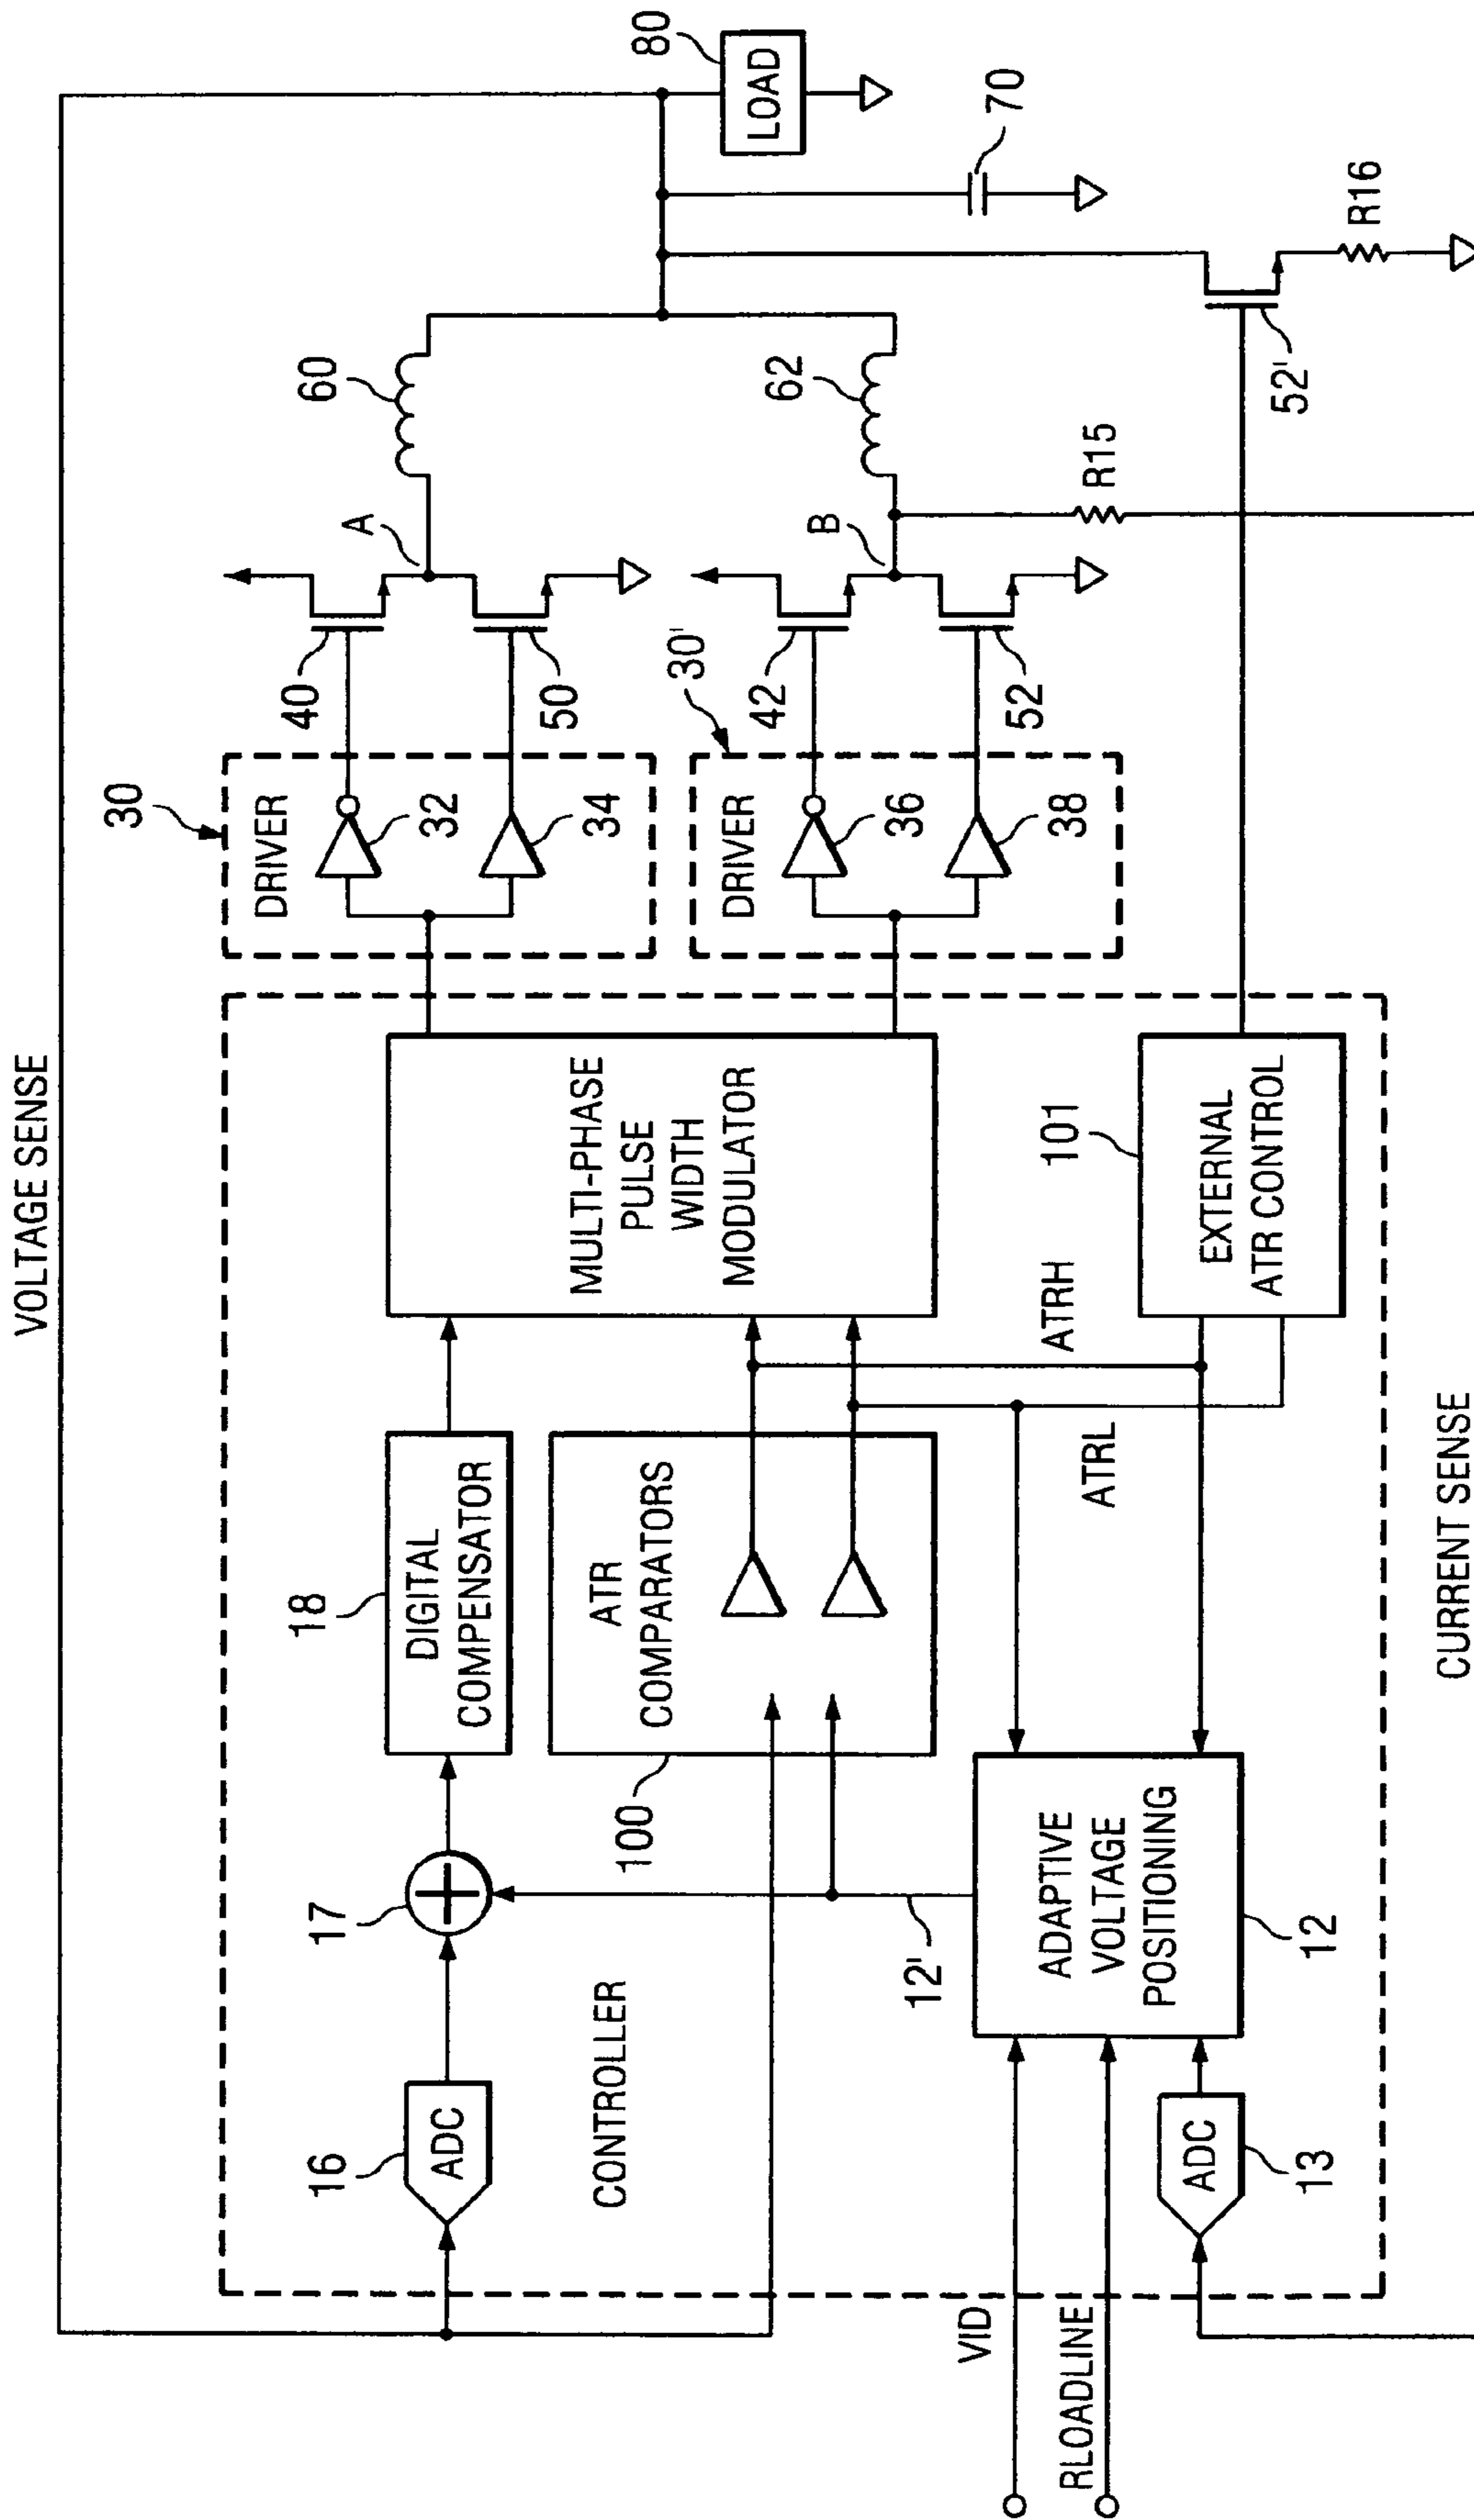 VOLTAGE SENSE
30
DRIVER
32
34
40
50
A
60
80
LOAD
30'
DRIVER
36
38
42
52
B
62
R15
70
52'
R16
16
ADC
17
18
DIGITAL
COMPENSATOR
MULTI-PHASE
PULSE
WIDTH
MODULATOR
CONTROLLER
100
ATR
COMPARATORS
ATRH
ATRL
101
EXTERNAL
ATR CONTROL
12'
ADAPTIVE
VOLTAGE
POSITIONING
12
VID
RLOADLINE
ADC
13
CURRENT SENSE